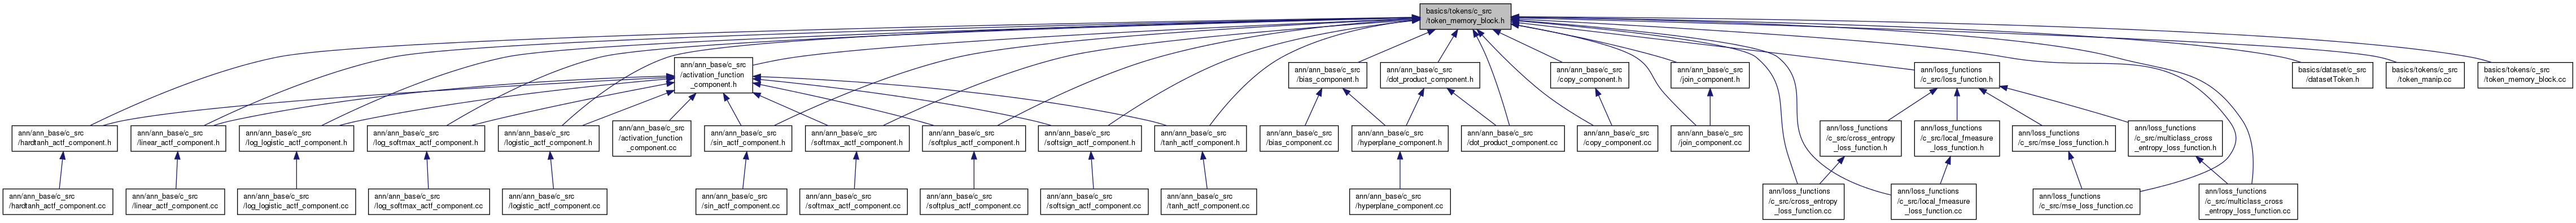 basics/tokens/c_src
/token_memory_block.h
ann/ann_base/c_src
/activation_function
_component.h
ann/ann_base/c_src
/bias_component.h
ann/ann_base/c_src
/dot_product_component.h
ann/ann_base/c_src
/copy_component.h
ann/ann_base/c_src
/join_component.h
ann/loss_functions
/c_src/loss_function.h
basics/dataset/c_src
/datasetToken.h
basics/tokens/c_src
/token_manip.cc
basics/tokens/c_src
/token_memory_block.cc
ann/ann_base/c_src
/hardtanh_actf_component.h
ann/ann_base/c_src
/linear_actf_component.h
ann/ann_base/c_src
/log_logistic_actf_component.h
ann/ann_base/c_src
/log_softmax_actf_component.h
ann/ann_base/c_src
/logistic_actf_component.h
ann/ann_base/c_src
/activation_function
_component.cc
ann/ann_base/c_src
/sin_actf_component.h
ann/ann_base/c_src
/softmax_actf_component.h
ann/ann_base/c_src
/softplus_actf_component.h
ann/ann_base/c_src
/softsign_actf_component.h
ann/ann_base/c_src
/tanh_actf_component.h
ann/ann_base/c_src
/bias_component.cc
ann/ann_base/c_src
/hyperplane_component.h
ann/ann_base/c_src
/dot_product_component.cc
ann/ann_base/c_src
/copy_component.cc
ann/ann_base/c_src
/join_component.cc
ann/loss_functions
/c_src/cross_entropy
_loss_function.h
ann/loss_functions
/c_src/local_fmeasure
_loss_function.h
ann/loss_functions
/c_src/mse_loss_function.h
ann/loss_functions
/c_src/multiclass_cross
_entropy_loss_function.h
ann/ann_base/c_src
/hardtanh_actf_component.cc
ann/ann_base/c_src
/linear_actf_component.cc
ann/ann_base/c_src
/log_logistic_actf_component.cc
ann/ann_base/c_src
/log_softmax_actf_component.cc
ann/ann_base/c_src
/logistic_actf_component.cc
ann/ann_base/c_src
/sin_actf_component.cc
ann/ann_base/c_src
/softmax_actf_component.cc
ann/ann_base/c_src
/softplus_actf_component.cc
ann/ann_base/c_src
/softsign_actf_component.cc
ann/ann_base/c_src
/tanh_actf_component.cc
ann/ann_base/c_src
/hyperplane_component.cc
ann/loss_functions
/c_src/cross_entropy
_loss_function.cc
ann/loss_functions
/c_src/local_fmeasure
_loss_function.cc
ann/loss_functions
/c_src/mse_loss_function.cc
ann/loss_functions
/c_src/multiclass_cross
_entropy_loss_function.cc